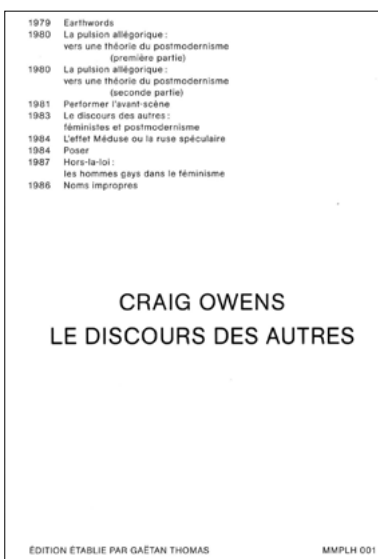 1979 Earthwords
1980 La pulsion allégorique :
vers une théorie du postmodernisme
(première partie)
1980 La pulsion allégorique :
vers une théorie du postmodernisme
(seconde partie)
1981 Performer l'avant-scène
1983 Le discours des autres :
féministes et postmodernisme
1984 L'effet Méduse ou la ruse spéculaire
1984 Poser
1987 Hors-la-loi :
les hommes gays dans le féminisme
1986 Noms impropres
CRAIG OWENS
LE DISCOURS DES AUTRES
ÉDITION ÉTABLIE PAR GAËTAN THOMAS MMPLH 001